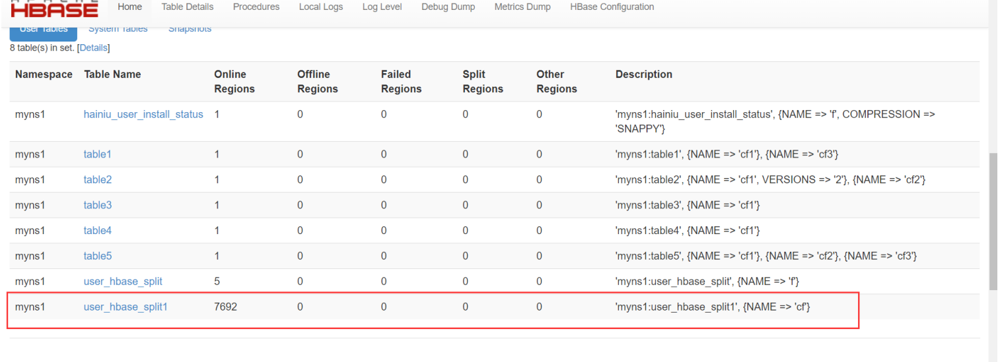 HBASE Home Table Details Procedures Local Logs Log Level Debug Dump Metrics Dump HBase Configuration
User Tables System Tables Snapshots
8 table(s) in set. [Details]
Namespace Table Name Online Regions Offline Regions Failed Regions Split Regions Other Regions Description
myns1 hainiu_user_install_status 1 0 0 0 0 'myns1:hainiu_user_install_status', {NAME => 'f', COMPRESSION =>
'SNAPPY'}
myns1 table1 1 0 0 0 0 'myns1:table1', {NAME => 'cf1'}, {NAME => 'cf3'}
myns1 table2 1 0 0 0 0 'myns1:table2', {NAME => 'cf1', VERSIONS => '2'}, {NAME => 'cf2'}
myns1 table3 1 0 0 0 0 'myns1:table3', {NAME => 'cf1'}
myns1 table4 1 0 0 0 0 'myns1:table4', {NAME => 'cf1'}
myns1 table5 1 0 0 0 0 'myns1:table5', {NAME => 'cf1'}, {NAME => 'cf2'}, {NAME => 'cf3'}
myns1 user_hbase_split 5 0 0 0 0 'myns1:user_hbase_split', {NAME => 'f'}
myns1 user_hbase_split1 7692 0 0 0 0 'myns1:user_hbase_split1', {NAME => 'cf'}